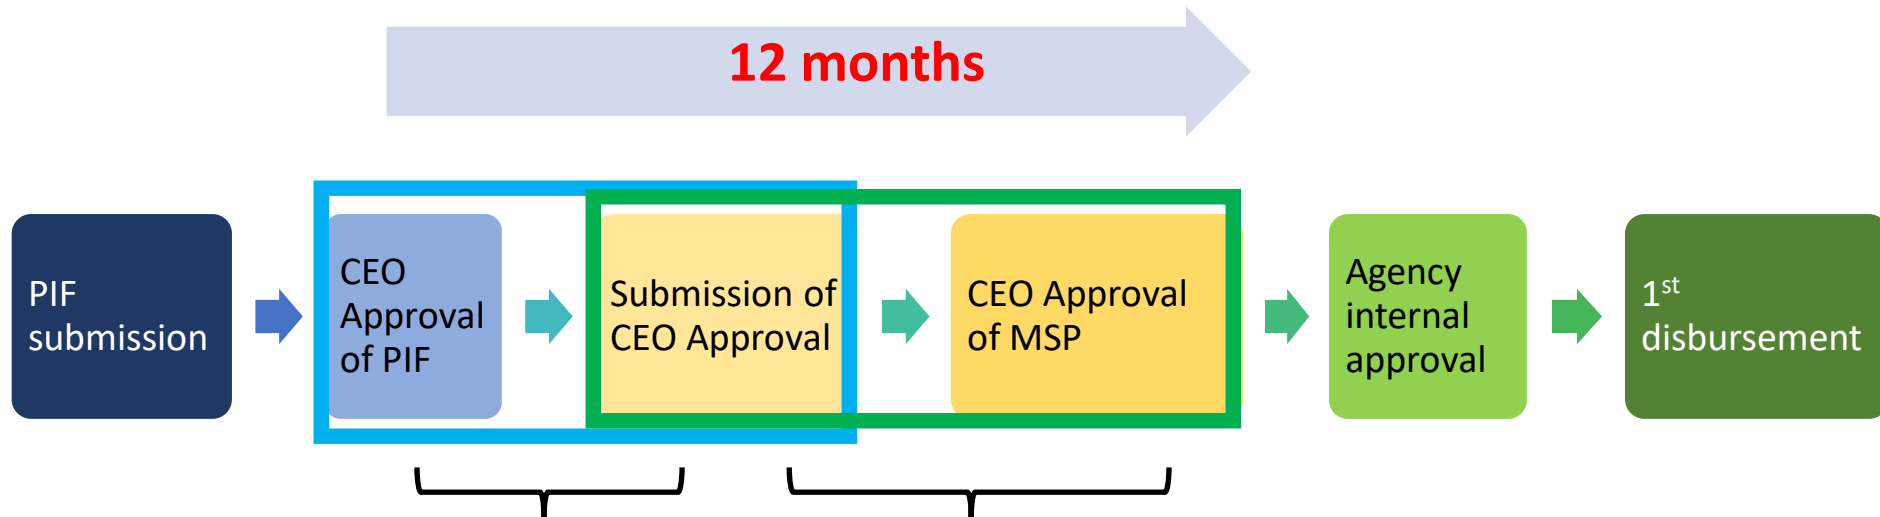 12 months
PIF
submission
CEO
Approval
of PIF
Submission of
CEO Approval
CEO Approval
of MSP
Agency
internal
approval
1st
disbursement